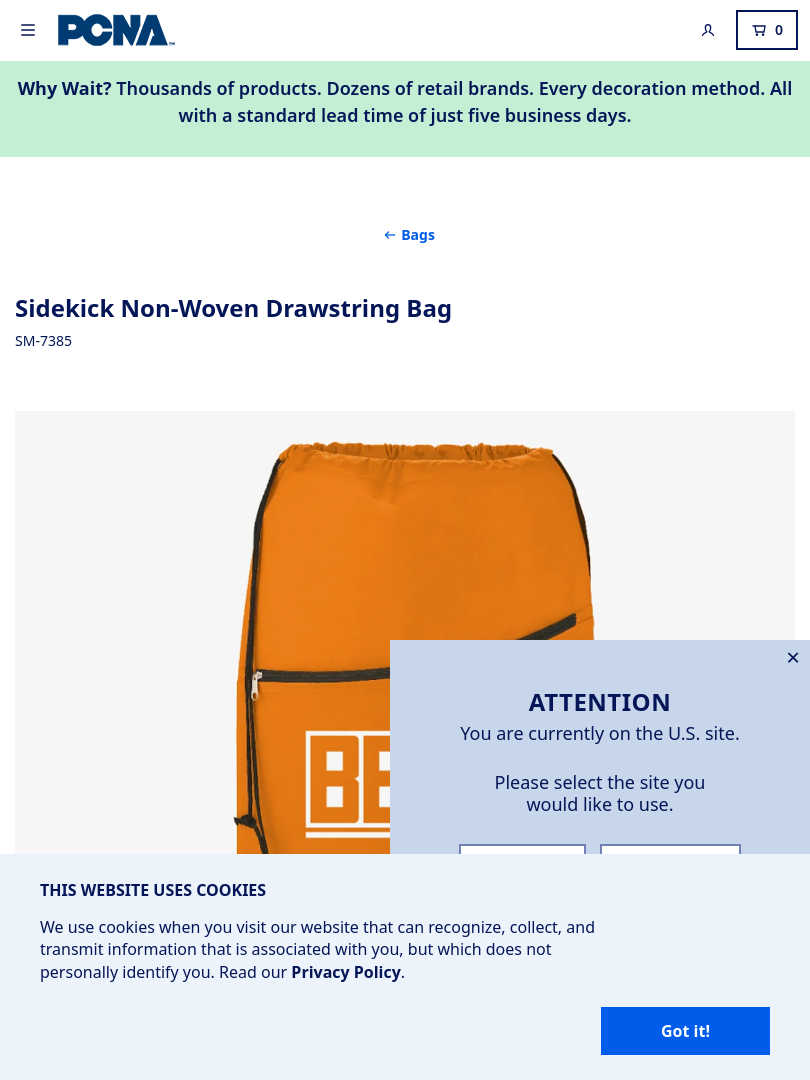 PCNA
0
Why Wait? Thousands of products. Dozens of retail brands. Every decoration method. All
with a standard lead time of just five business days.
← Bags
Sidekick Non-Woven Drawstring Bag
SM-7385
ATTENTION
You are currently on the U.S. site.
Please select the site you
would like to use.
THIS WEBSITE USES COOKIES
We use cookies when you visit our website that can recognize, collect, and
transmit information that is associated with you, but which does not
personally identify you. Read our Privacy Policy.
Got it!